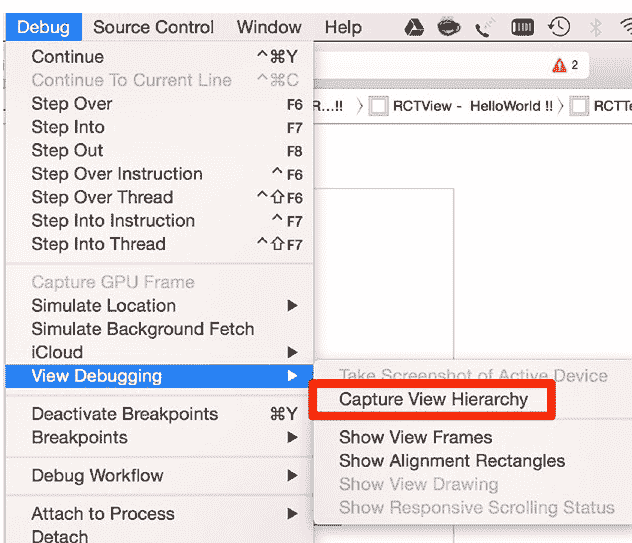 Debug Source Control Window Help
Continue ^⌘Y
Continue To Current Line ^⌘C
2
Step Over F6
R...!! RCTView - HelloWorld !! RCTTe
Step Into F7
Step Out F8
Step Over Instruction ^ F6
Step Over Thread ^⇧F6
Step Into Instruction ^ F7
Step Into Thread ^⇧F7
Capture GPU Frame
Simulate Location ▶
Simulate Background Fetch
iCloud ▶
View Debugging ▶
Take Screenshot of Active Device
Capture View Hierarchy
Show View Frames
Show Alignment Rectangles
Show View Drawing
Show Responsive Scrolling Status
Deactivate Breakpoints ⌘Y
Breakpoints ▶
Debug Workflow ▶
Attach to Process ▶
Detach